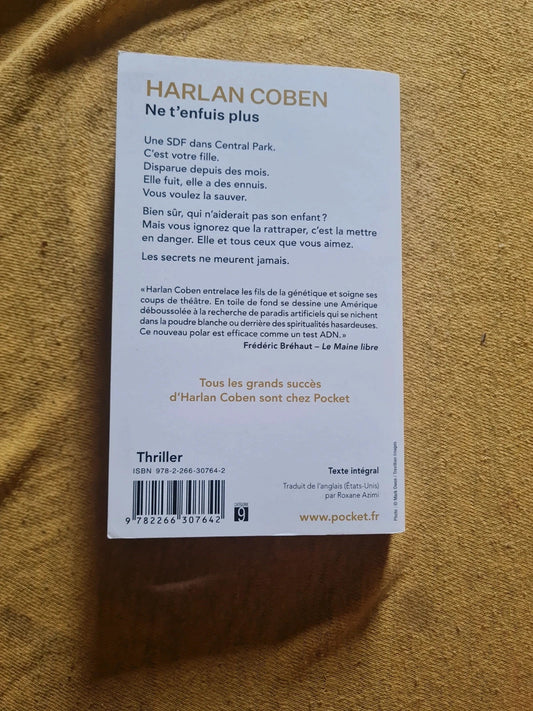 HARLAN COBEN
Ne t'enfuis plus
Une SDF dans Central Park.
C'est votre fille.
Disparue depuis des mois.
Elle fuit, elle a des ennuis.
Vous voulez la sauver.
Bien sûr, qui n'aiderait pas son enfant ?
Mais vous ignorez que la rattraper, c'est la mettre
en danger. Elle et tous ceux que vous aimez.
Les secrets ne meurent jamais.
« Harlan Coben entrelace les fils de la génétique et soigne ses
coups de théâtre. En toile de fond se dessine une Amérique
déboussolée à la recherche de paradis artificiels qui se nichent
dans la poudre blanche ou derrière des spiritualités hasardeuses.
Ce nouveau polar est efficace comme un test ADN. »
Frédéric Bréhaut – Le Maine libre
Tous les grands succès
d'Harlan Coben sont chez Pocket
Thriller
ISBN 978-2-266-30764-2
9 782266 307642
Texte intégral
Traduit de l'anglais (États-Unis)
par Roxane Azimi
www.pocket.fr
Photo : © Mark Owen / Trevillion Images